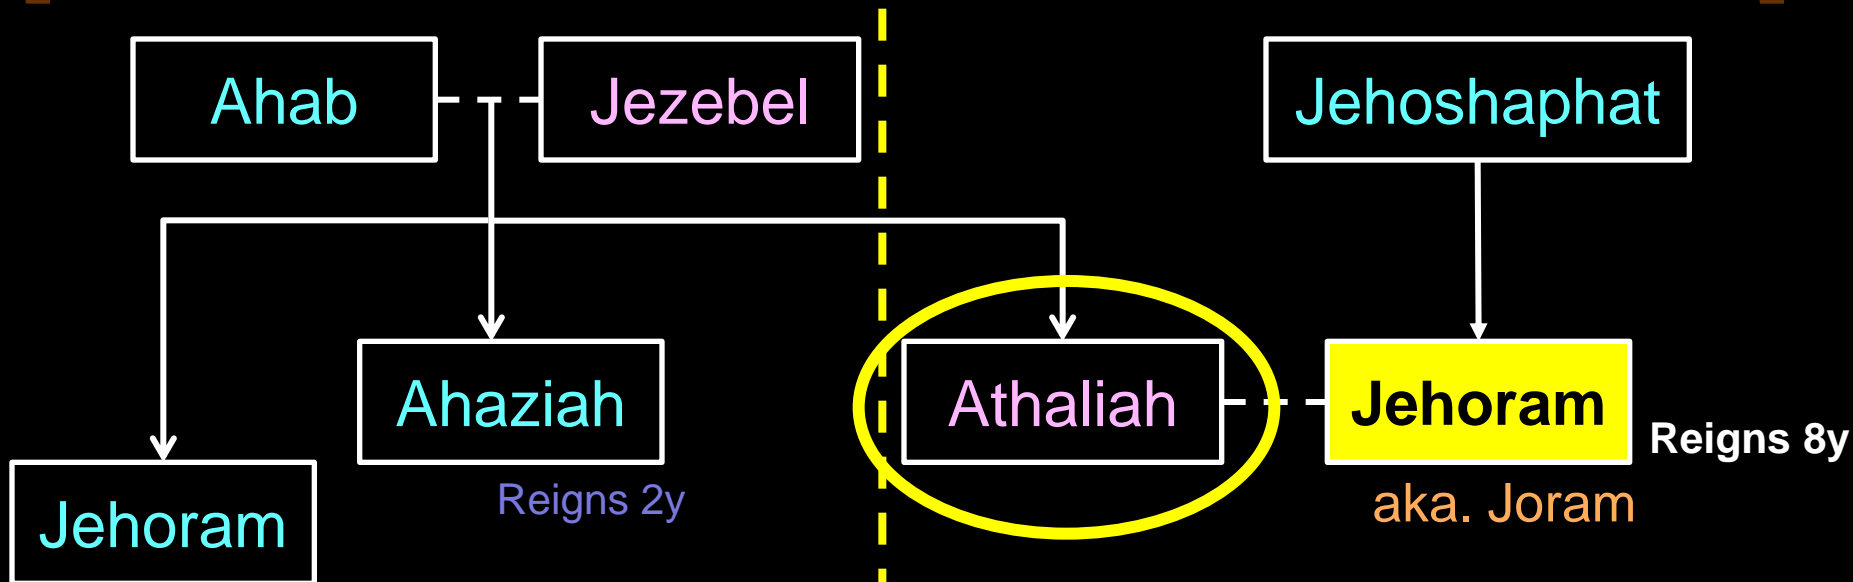 Ahab
Jezebel
Jehoshaphat
Ahaziah
Athaliah
Jehoram
Reigns 8y
Reigns 2y
aka. Joram
Jehoram